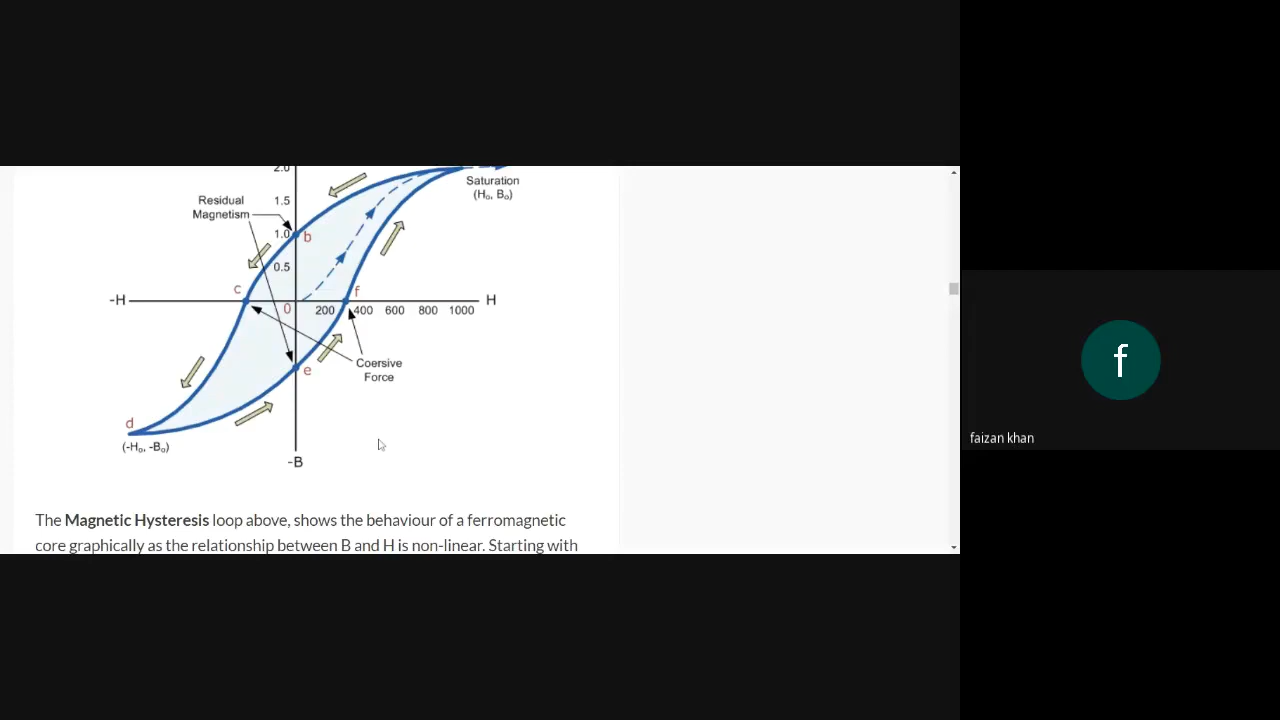 2.0
Saturation
(Ho, Bo)
Residual
Magnetism
1.5
1.0
b
0.5
c
f
-H
H
0
200
400
600
800
1000
Coersive
Force
e
d
(-Ho, -Bo)
-B
The Magnetic Hysteresis loop above, shows the behaviour of a ferromagnetic
core graphically as the relationship between B and H is non-linear. Starting with
f
faizan khan